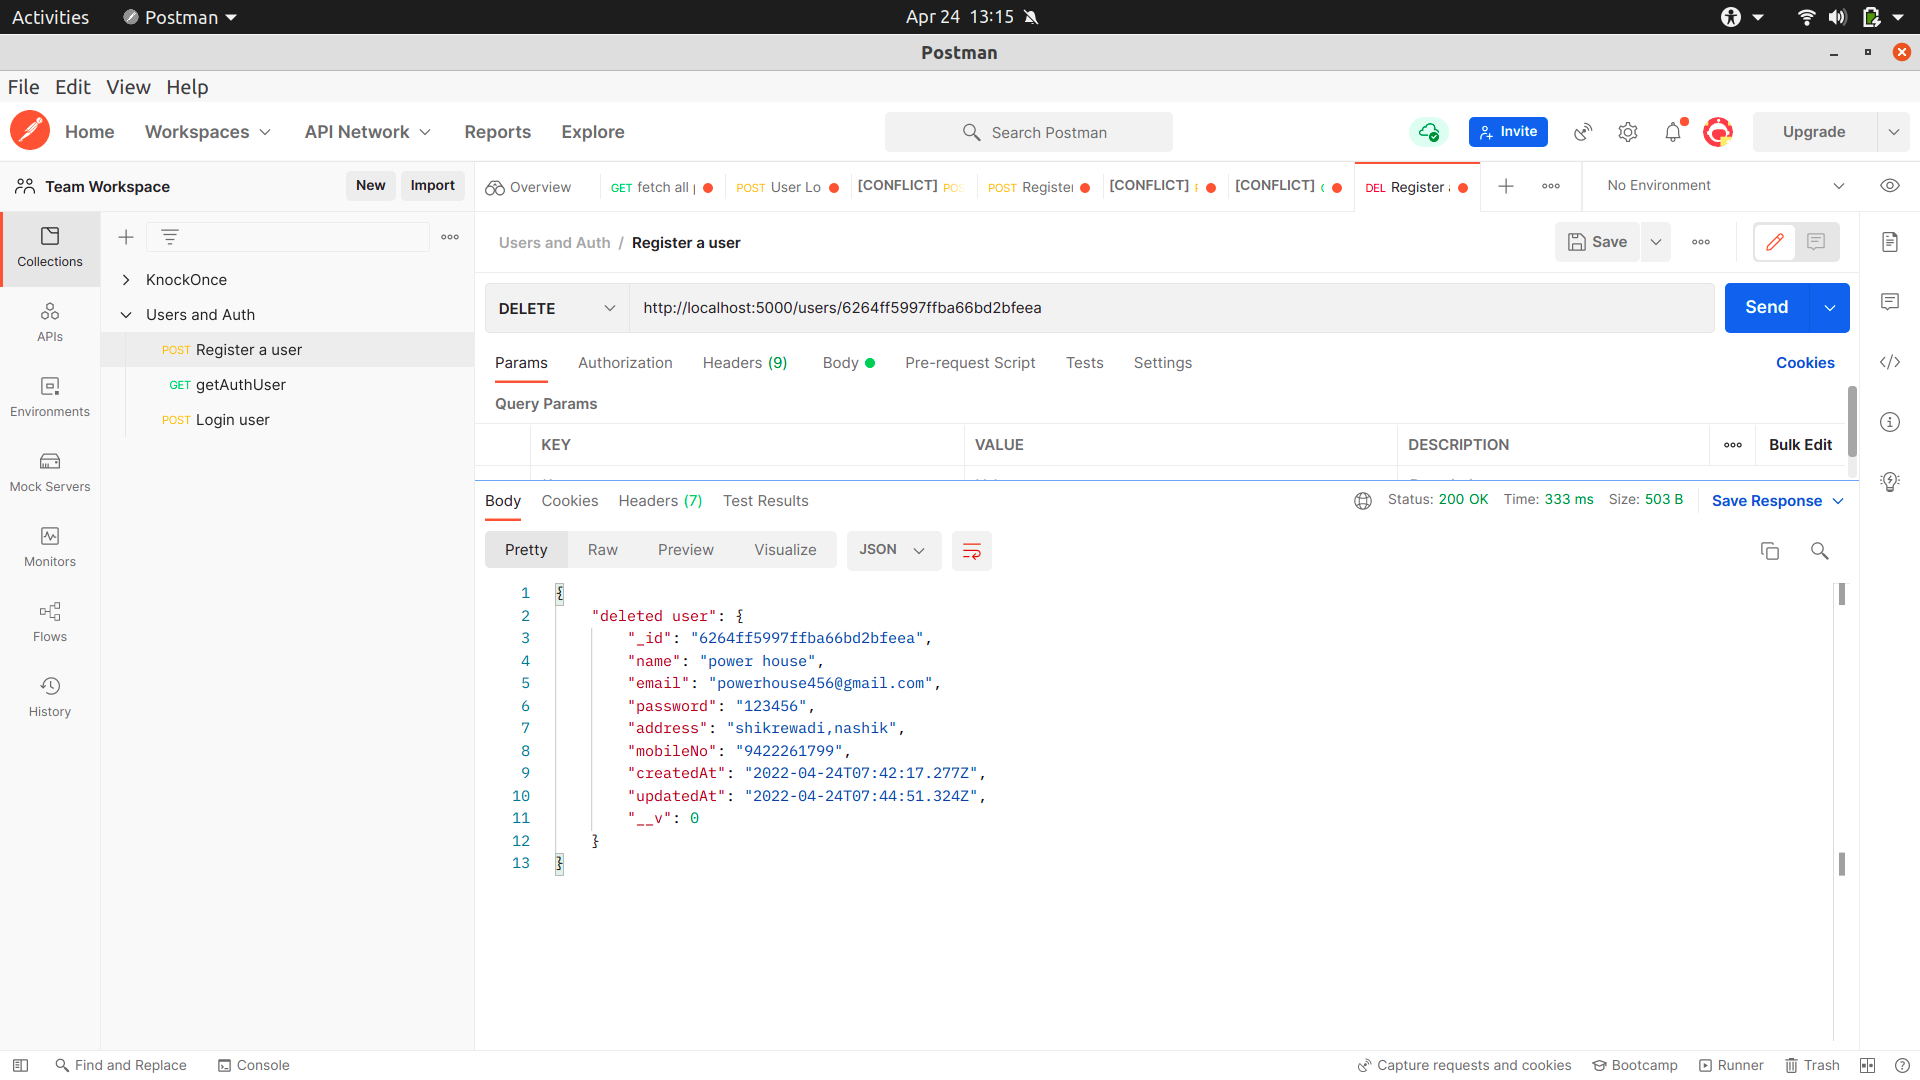 Activities Postman Apr 24 13:15
Postman
File Edit View Help
Home Workspaces API Network Reports Explore Search Postman Invite Upgrade
Team Workspace New Import Overview GET fetch all POST User Lo [CONFLICT] POS POST Register [CONFLICT] [CONFLICT] DEL Register No Environment
Collections
APIs
Environments
Mock Servers
Monitors
Flows
History
KnockOnce
Users and Auth
POST Register a user
GET getAuthUser
POST Login user
Users and Auth / Register a user Save
DELETE http://localhost:5000/users/6264ff5997ffba66bd2bfeea Send
Params Authorization Headers (9) Body Pre-request Script Tests Settings Cookies
Query Params
KEY VALUE DESCRIPTION Bulk Edit
Body Cookies Headers (7) Test Results Status: 200 OK Time: 333 ms Size: 503 B Save Response
Pretty Raw Preview Visualize JSON
1 {
2 "deleted user": {
3 "_id": "6264ff5997ffba66bd2bfeea",
4 "name": "power house",
5 "email": "powerhouse456@gmail.com",
6 "password": "123456",
7 "address": "shikrewadi,nashik",
8 "mobileNo": "9422261799",
9 "createdAt": "2022-04-24T07:42:17.277Z",
10 "updatedAt": "2022-04-24T07:44:51.324Z",
11 "__v": 0
12 }
13 }
Find and Replace Console Capture requests and cookies Bootcamp Runner Trash